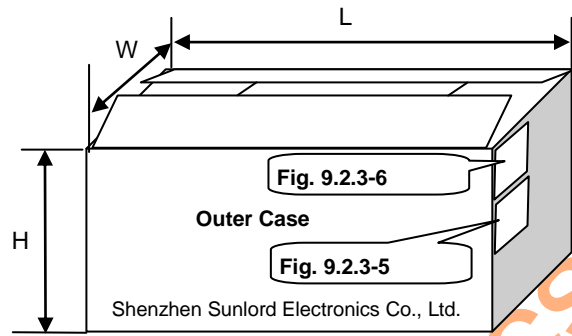 W
L
Fig. 9.2.3-6
Outer Case
H
Fig. 9.2.3-5
Shenzhen Sunlord Electronics Co., Ltd.